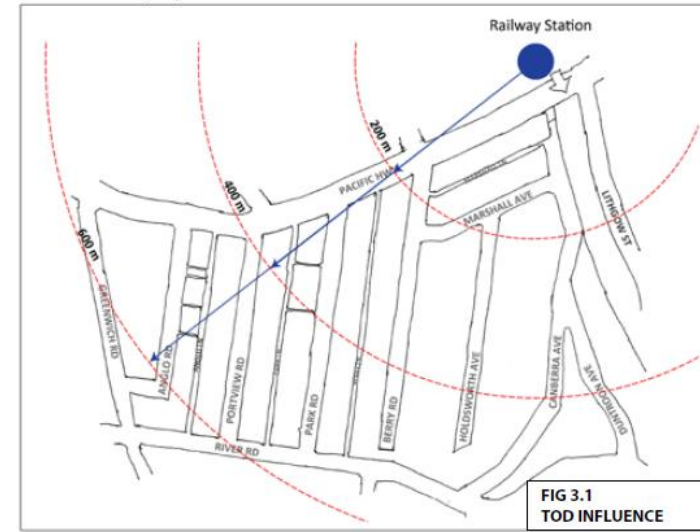 Railway Station
200 m
PACIFIC HWY
400 m
MARSHALL AVE
LITHGOW ST
600 m
GREENWICH RD
ANGLO RD
PORTVIEW RD
PARK RD
BERRY RD
HOLDSWORTH AVE
CANBERRA AVE
DUNTROON AVE
RIVER RD
FIG 3.1
TOD INFLUENCE